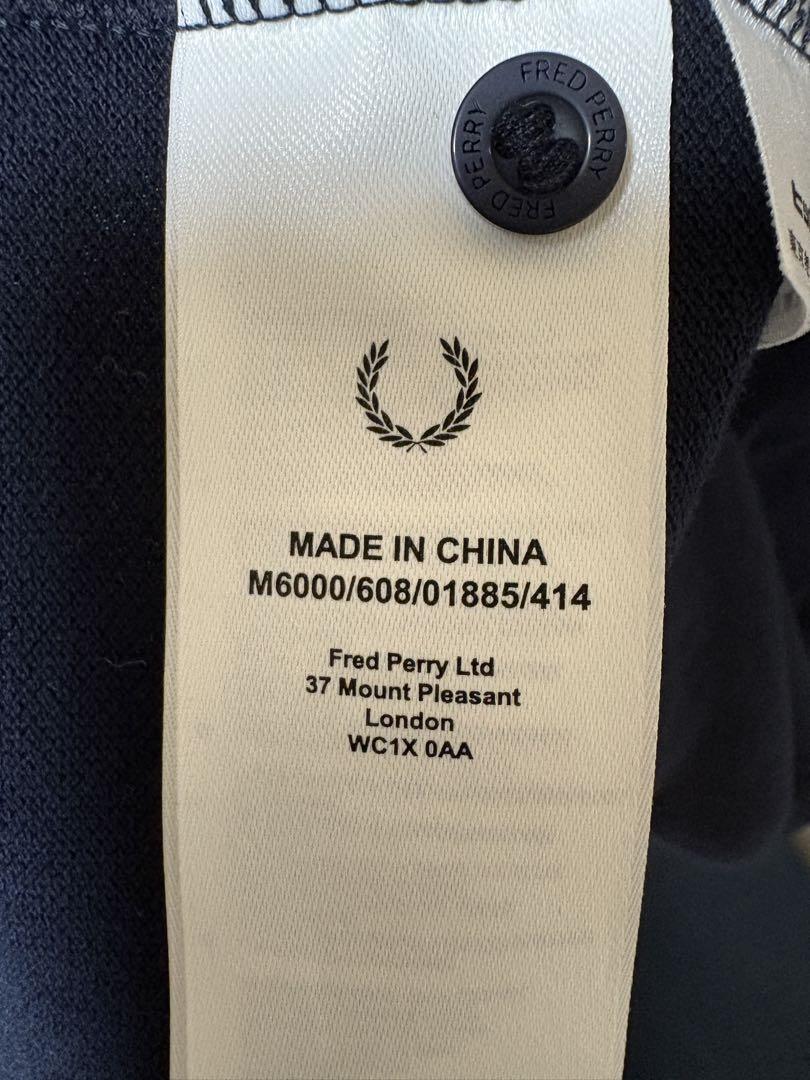 FRED PERRY
FRED PERRY
MADE IN CHINA
M6000/608/01885/414
Fred Perry Ltd
37 Mount Pleasant
London
WC1X 0AA